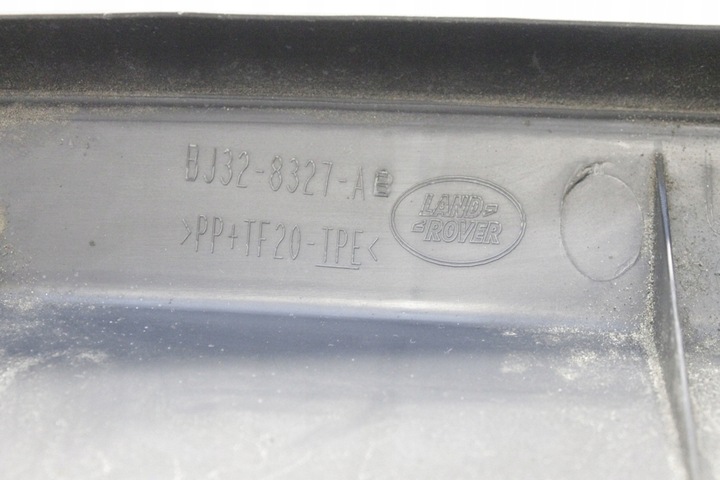 BJ32-8327-AB
>PP+TF20-TPE<
LAND
ROVER